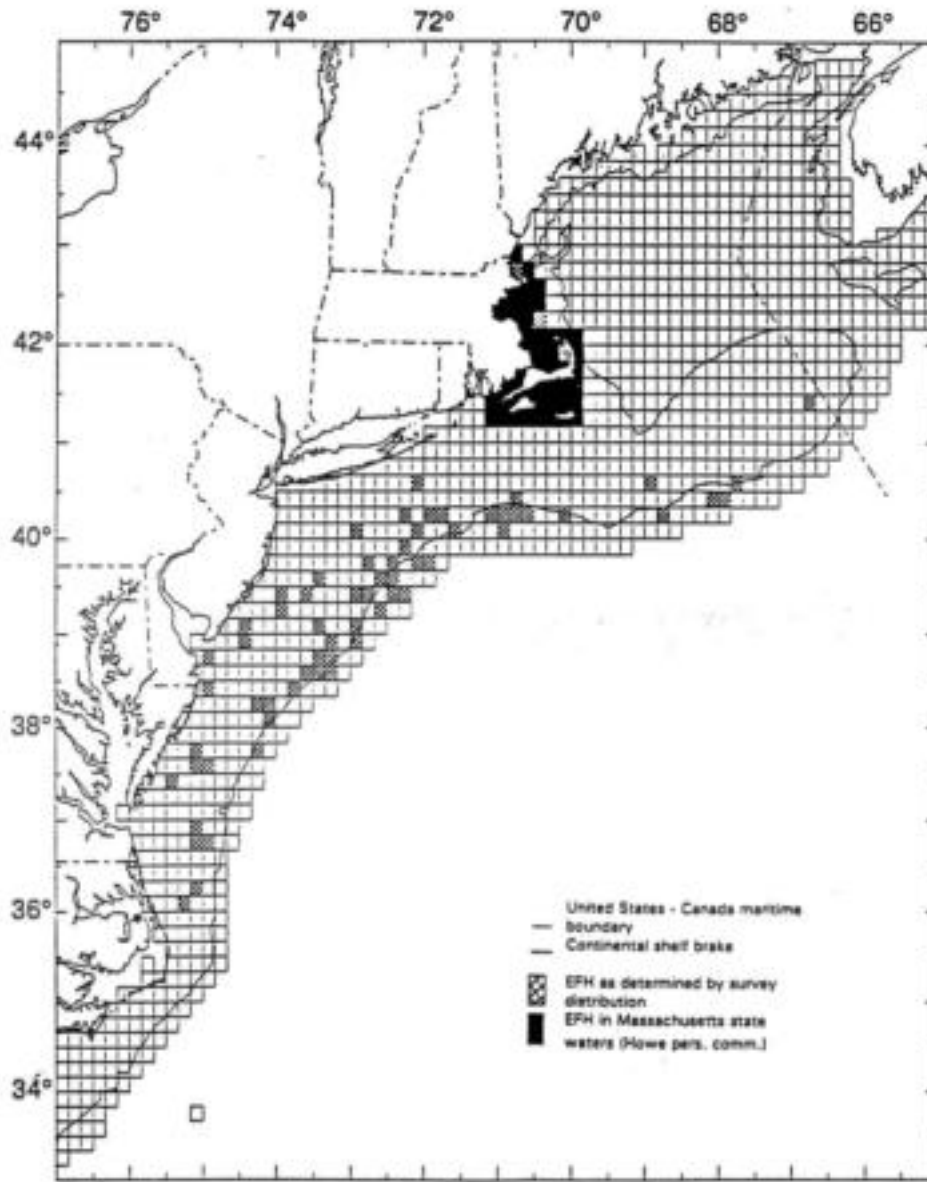 76° 74° 72° 70° 68° 66°
44°
42°
40°
38°
36°
34°
United States - Canada maritime
boundary
Continental shelf brake
EFH as determined by survey
distribution
EFH in Massachusetts state
waters (Howe pers. comm.)